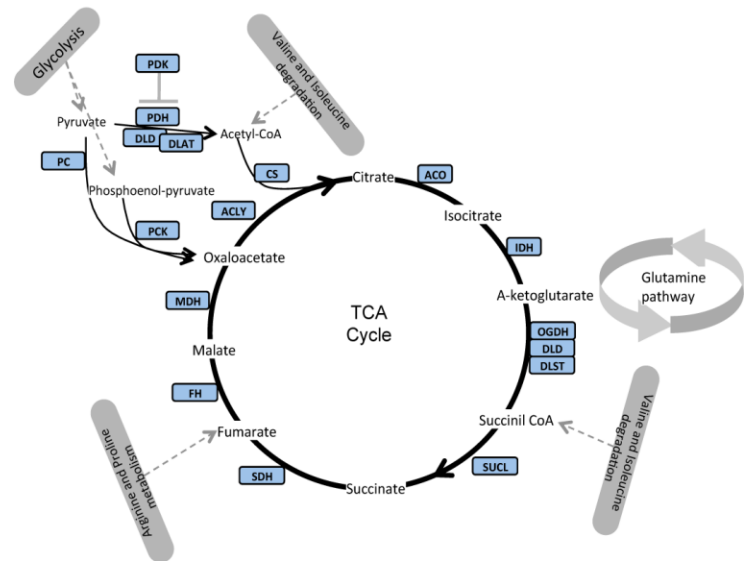 Glycolysis
PDK
Valine and Isoleucine
degradation
PDH
Pyruvate
Acetyl-CoA
DLD
DLAT
PC
CS
Citrate
ACO
Phosphoenol-pyruvate
ACLY
Isocitrate
PCK
IDH
Oxaloacetate
A-ketoglutarate
Glutamine
pathway
MDH
TCA
Cycle
OGDH
DLD
DLST
Malate
FH
Succinil CoA
Valine and Isoleucine
degradation
Fumarate
Arginine and Proline
metabolism
SDH
SUCL
Succinate